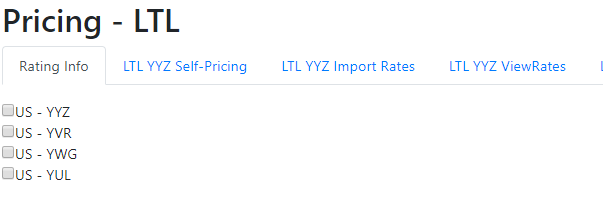 Pricing - LTL
Rating Info LTL YYZ Self-Pricing LTL YYZ Import Rates LTL YYZ ViewRates
US - YYZ
US - YVR
US - YWG
US - YUL